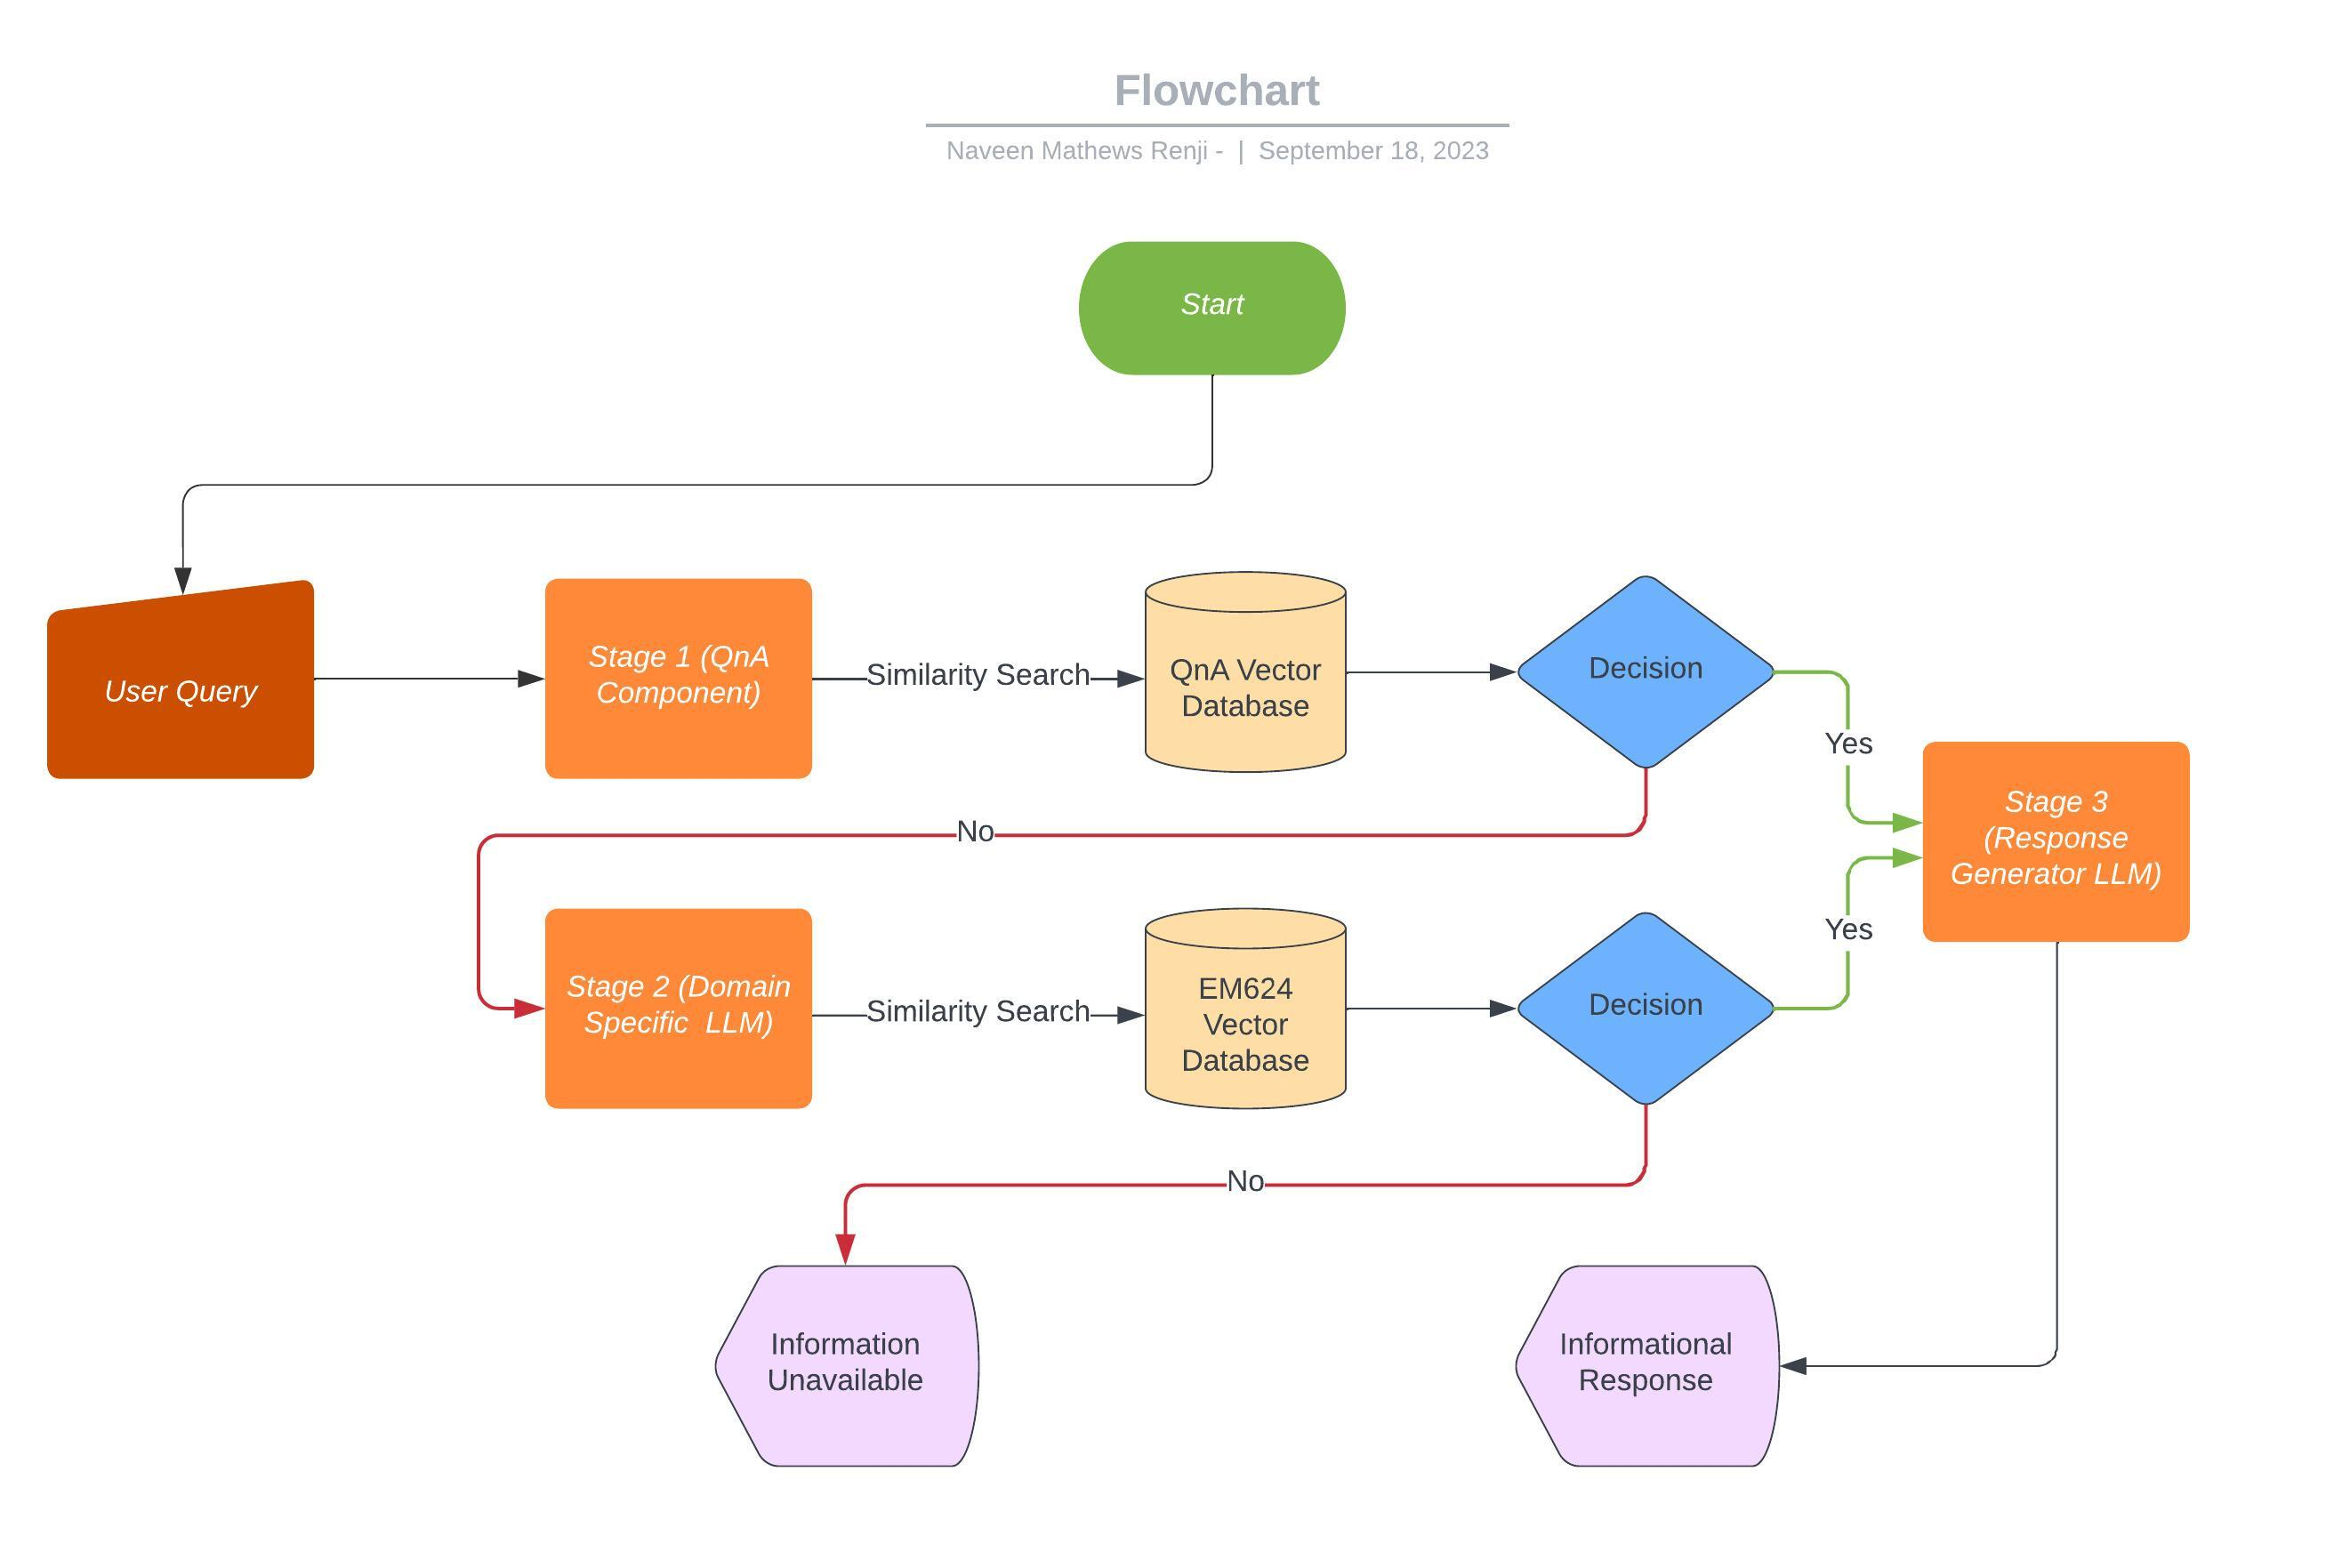 Flowchart
Naveen Mathews Renji - | September 18, 2023
Start
User Query
Stage 1 (QnA
Component)
Similarity Search
QnA Vector
Database
Decision
Yes
Stage 3
(Response
Generator LLM)
No
Stage 2 (Domain
Specific LLM)
Similarity Search
EM624
Vector
Database
Decision
Yes
No
Information
Unavailable
Informational
Response